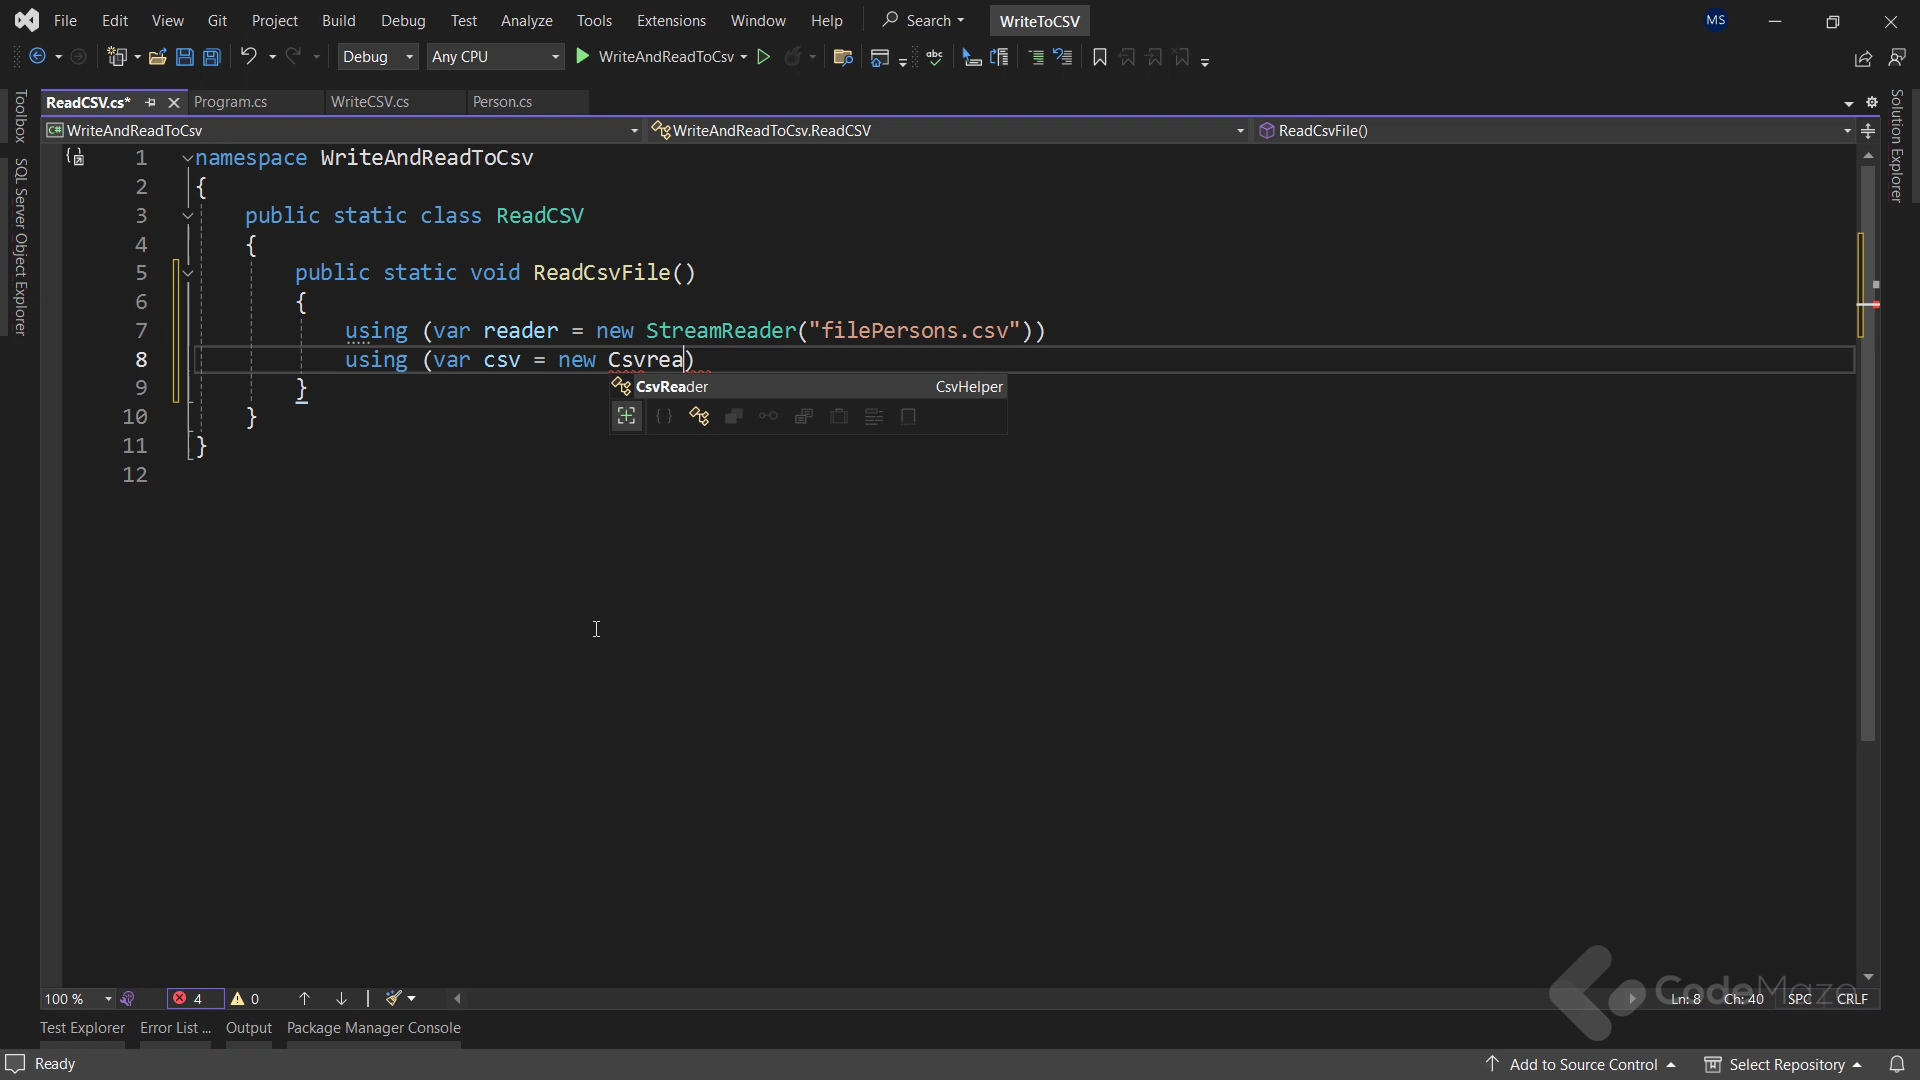 File Edit View Git Project Build Debug Test Analyze Tools Extensions Window Help Search WriteToCSV MS
Debug Any CPU WriteAndReadToCsv
Toolbox
SQL Server Object Explorer
ReadCSV.cs* Program.cs WriteCSV.cs Person.cs
C# WriteAndReadToCsv WriteAndReadToCsv.ReadCSV ReadCsvFile()
Solution Explorer
1 namespace WriteAndReadToCsv
2 {
3 public static class ReadCSV
4 {
5 public static void ReadCsvFile()
6 {
7 using (var reader = new StreamReader("filePersons.csv"))
8 using (var csv = new Csvrea)
9 }
CsvReader CsvHelper
10 }
11 }
12
100 % 4 0 Ln: 8 Ch: 40 SPC CRLF
CodeMaze
Test Explorer Error List ... Output Package Manager Console
Ready Add to Source Control Select Repository